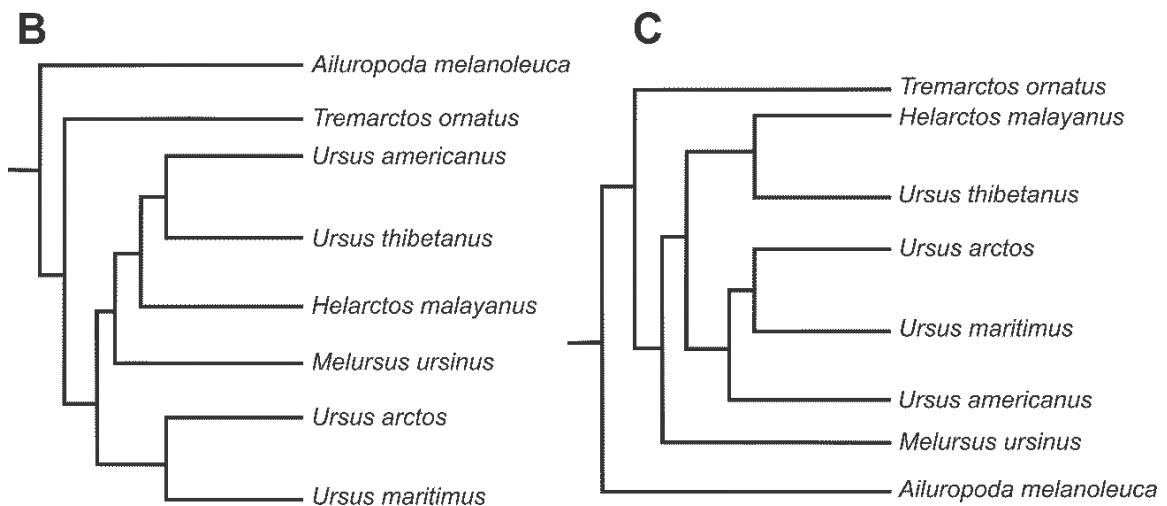 B
Ailuropoda melanoleuca
Tremarctos ornatus
Ursus americanus
Ursus thibetanus
Helarctos malayanus
Melursus ursinus
Ursus arctos
Ursus maritimus
C
Tremarctos ornatus
Helarctos malayanus
Ursus thibetanus
Ursus arctos
Ursus maritimus
Ursus americanus
Melursus ursinus
Ailuropoda melanoleuca